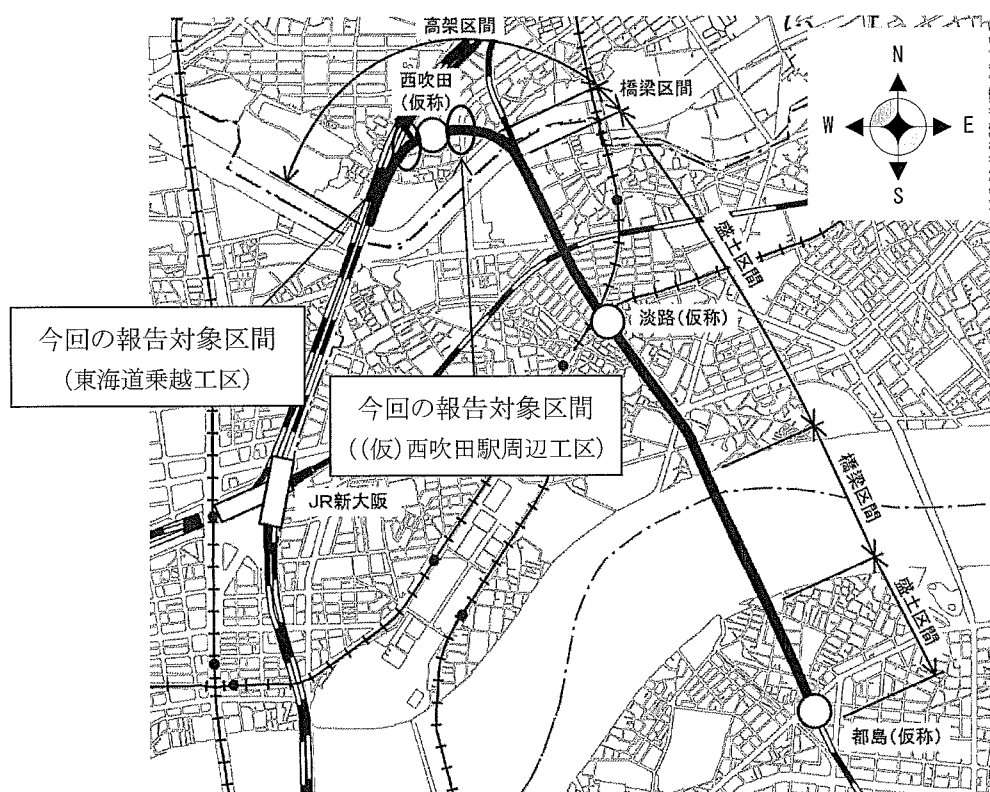 高架区間
西吹田
(仮称)
橋梁区間
N
W
E
S
盛土区間
今回の報告対象区間
(東海道乗越工区)
淡路(仮称)
今回の報告対象区間
((仮)西吹田駅周辺工区)
JR新大阪
橋梁区間
盛土区間
都島(仮称)